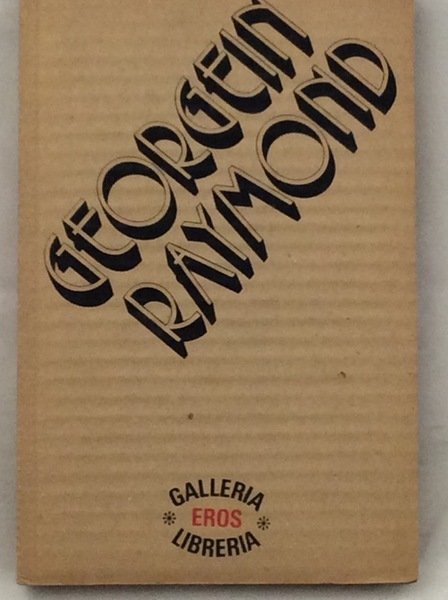 GEORGEIN
RAYMOND
GALLERIA
* EROS *
LIBRERIA